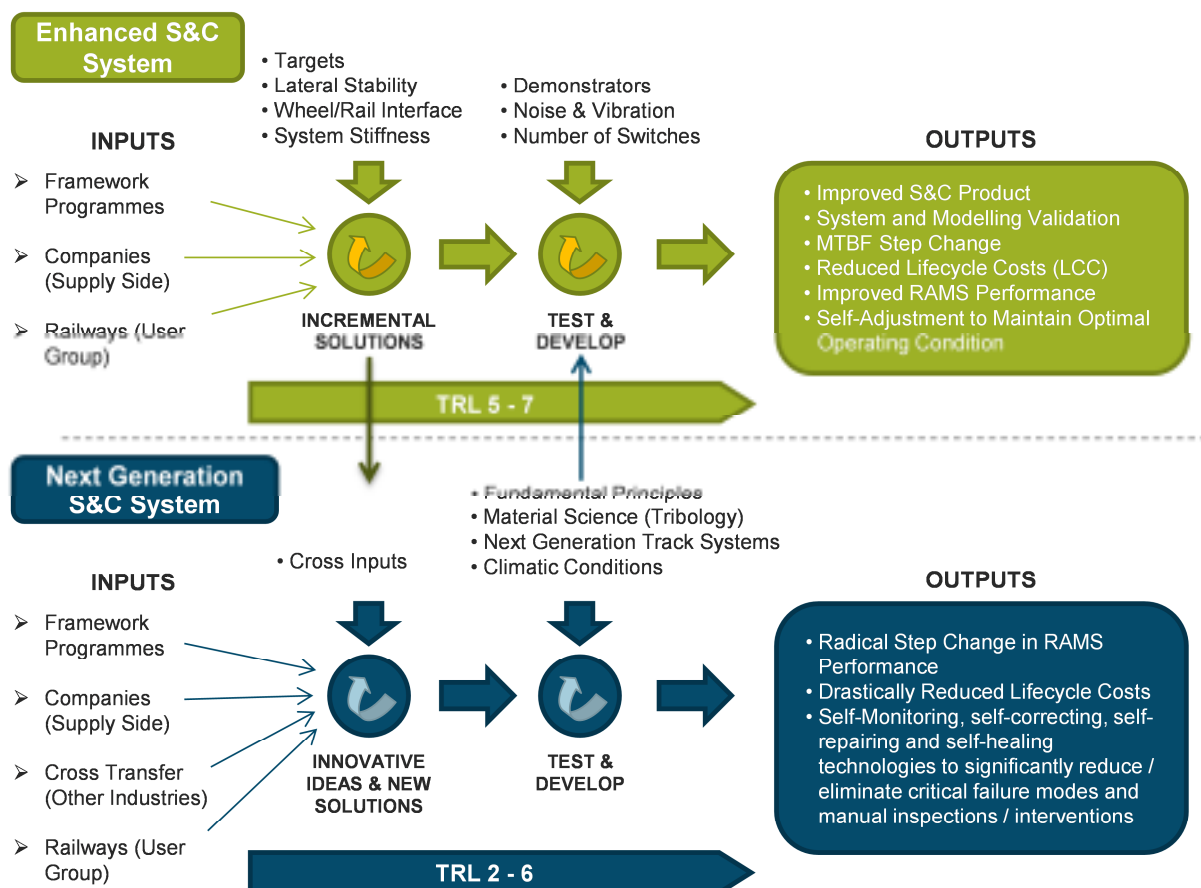 Enhanced S&C
System
• Targets
• Lateral Stability
• Wheel/Rail Interface
• System Stiffness
• Demonstrators
• Noise & Vibration
• Number of Switches
INPUTS
➢ Framework
Programmes
➢ Companies
(Supply Side)
➢ Railways (User
Group)
INCREMENTAL
SOLUTIONS
TEST &
DEVELOP
OUTPUTS
• Improved S&C Product
• System and Modelling Validation
• MTBF Step Change
• Reduced Lifecycle Costs (LCC)
• Improved RAMS Performance
• Self-Adjustment to Maintain Optimal
Operating Condition
TRL 5 - 7
Next Generation
S&C System
• Cross Inputs
• Fundamental Principles
• Material Science (Tribology)
• Next Generation Track Systems
• Climatic Conditions
INPUTS
➢ Framework
Programmes
➢ Companies
(Supply Side)
➢ Cross Transfer
(Other Industries)
➢ Railways (User
Group)
INNOVATIVE
IDEAS & NEW
SOLUTIONS
TEST &
DEVELOP
OUTPUTS
• Radical Step Change in RAMS
Performance
• Drastically Reduced Lifecycle Costs
• Self-Monitoring, self-correcting, self-
repairing and self-healing
technologies to significantly reduce /
eliminate critical failure modes and
manual inspections / interventions
TRL 2 - 6